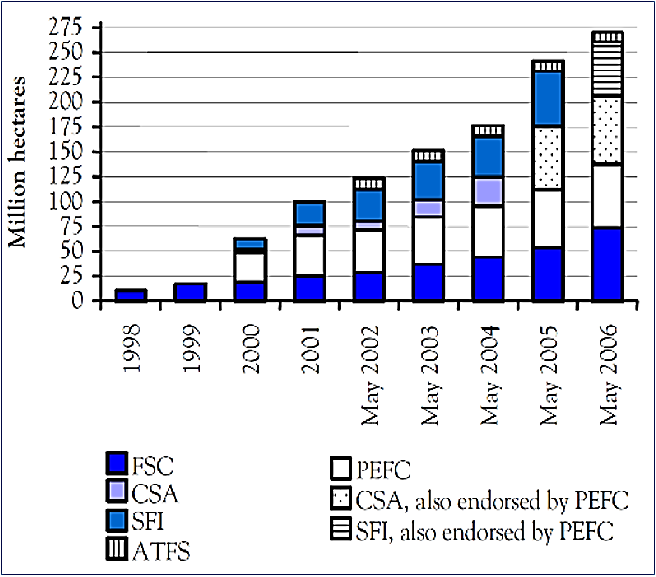 Million hectares
275
250
225
200
175
150
125
100
75
50
25
0
1998
1999
2000
2001
May 2002
May 2003
May 2004
May 2005
May 2006
FSC
CSA
SFI
ATFS
PEFC
CSA, also endorsed by PEFC
SFI, also endorsed by PEFC